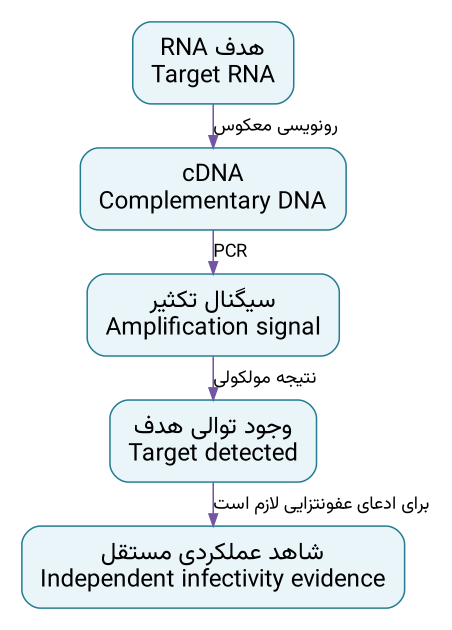 RNA هدف
Target RNA
رونویسی معکوس
cDNA
Complementary DNA
PCR
سیگنال تکثیر
Amplification signal
نتیجه مولکولی
وجود توالی هدف
Target detected
برای ادعای عفونتزایی لازم است
شاهد عملکردی مستقل
Independent infectivity evidence